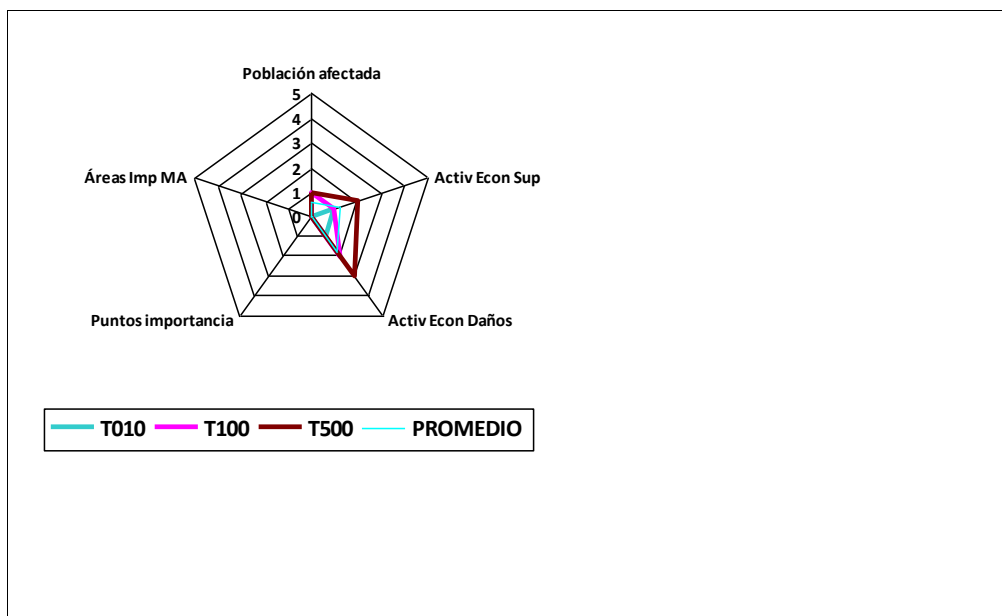 Población afectada
5
4
Áreas Imp MA
3
Activ Econ Sup
2
1
0
Puntos importancia
Activ Econ Daños
T010 T100 T500 PROMEDIO